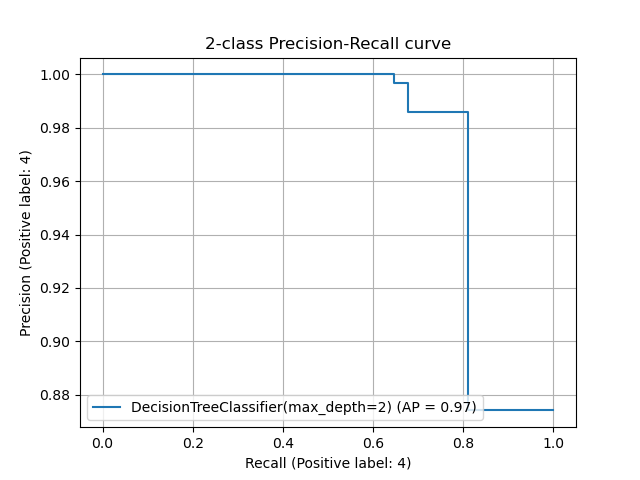 2-class Precision-Recall curve
1.00
0.98
0.96
0.94
0.92
0.90
0.88
Precision (Positive label: 4)
DecisionTreeClassifier(max_depth=2) (AP = 0.97)
0.0 0.2 0.4 0.6 0.8 1.0
Recall (Positive label: 4)